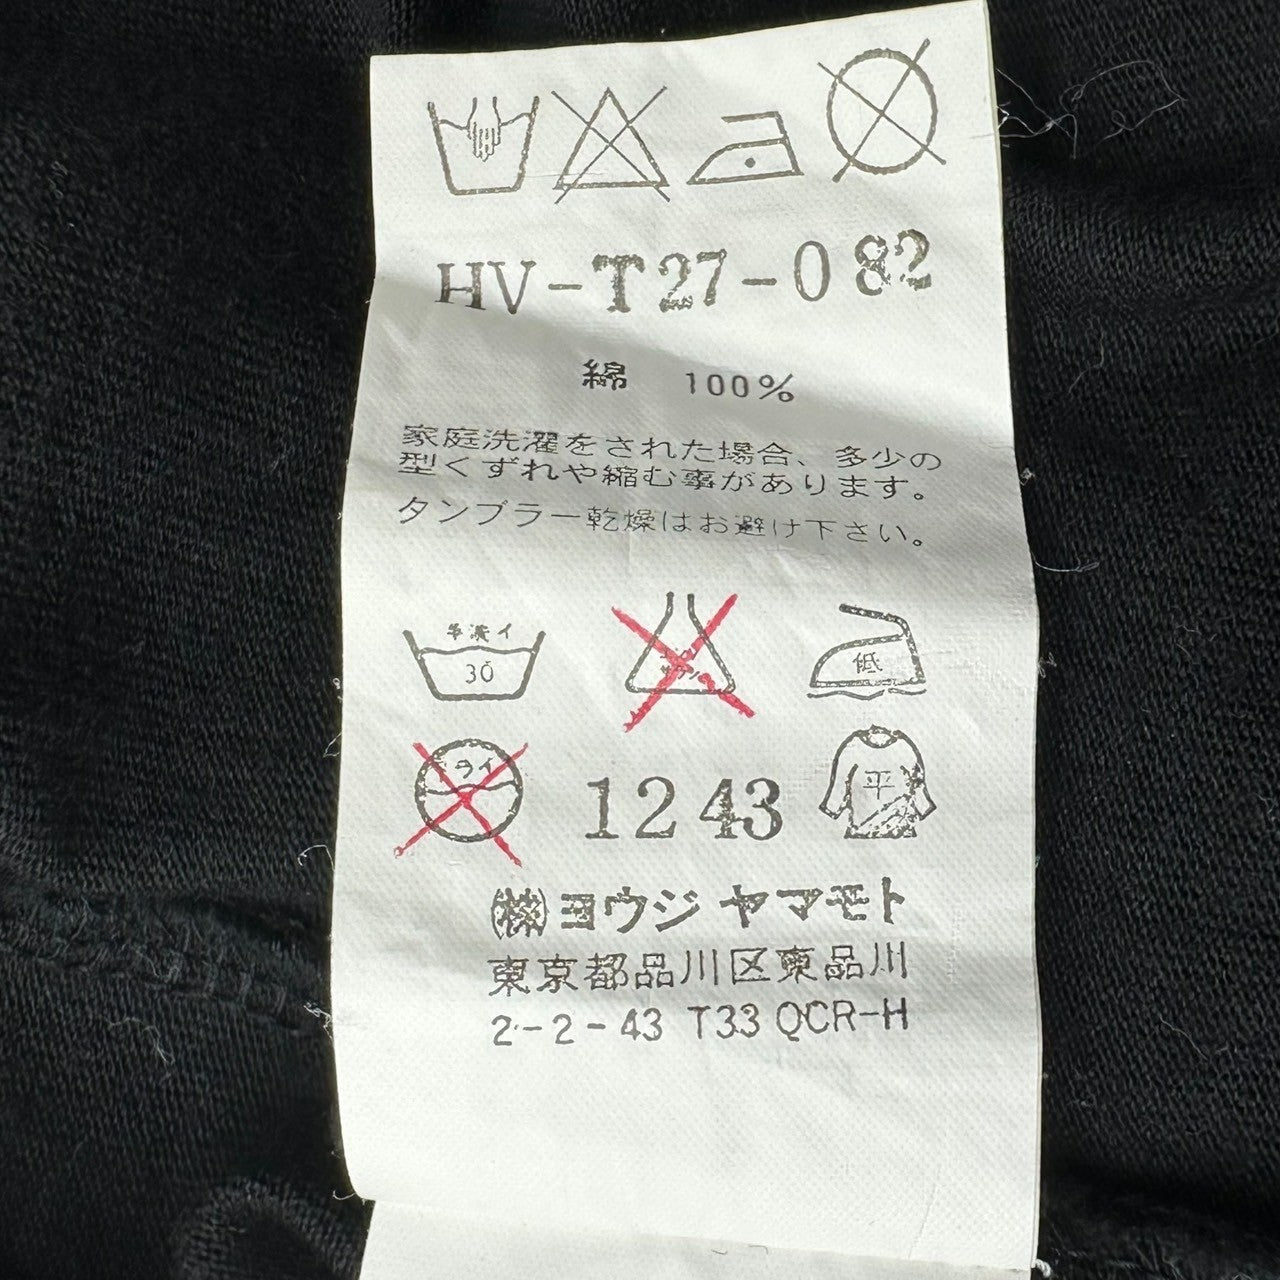 HV-T27-082
綿 100%
家庭洗濯をされた場合、多少の
型くずれや縮む事があります。
タンブラー乾燥はお避け下さい。
手洗イ
30
低
ドライ
1243
平
㈱ヨウジヤマモト
東京都品川区東品川
2-2-43 T33 QCR-H